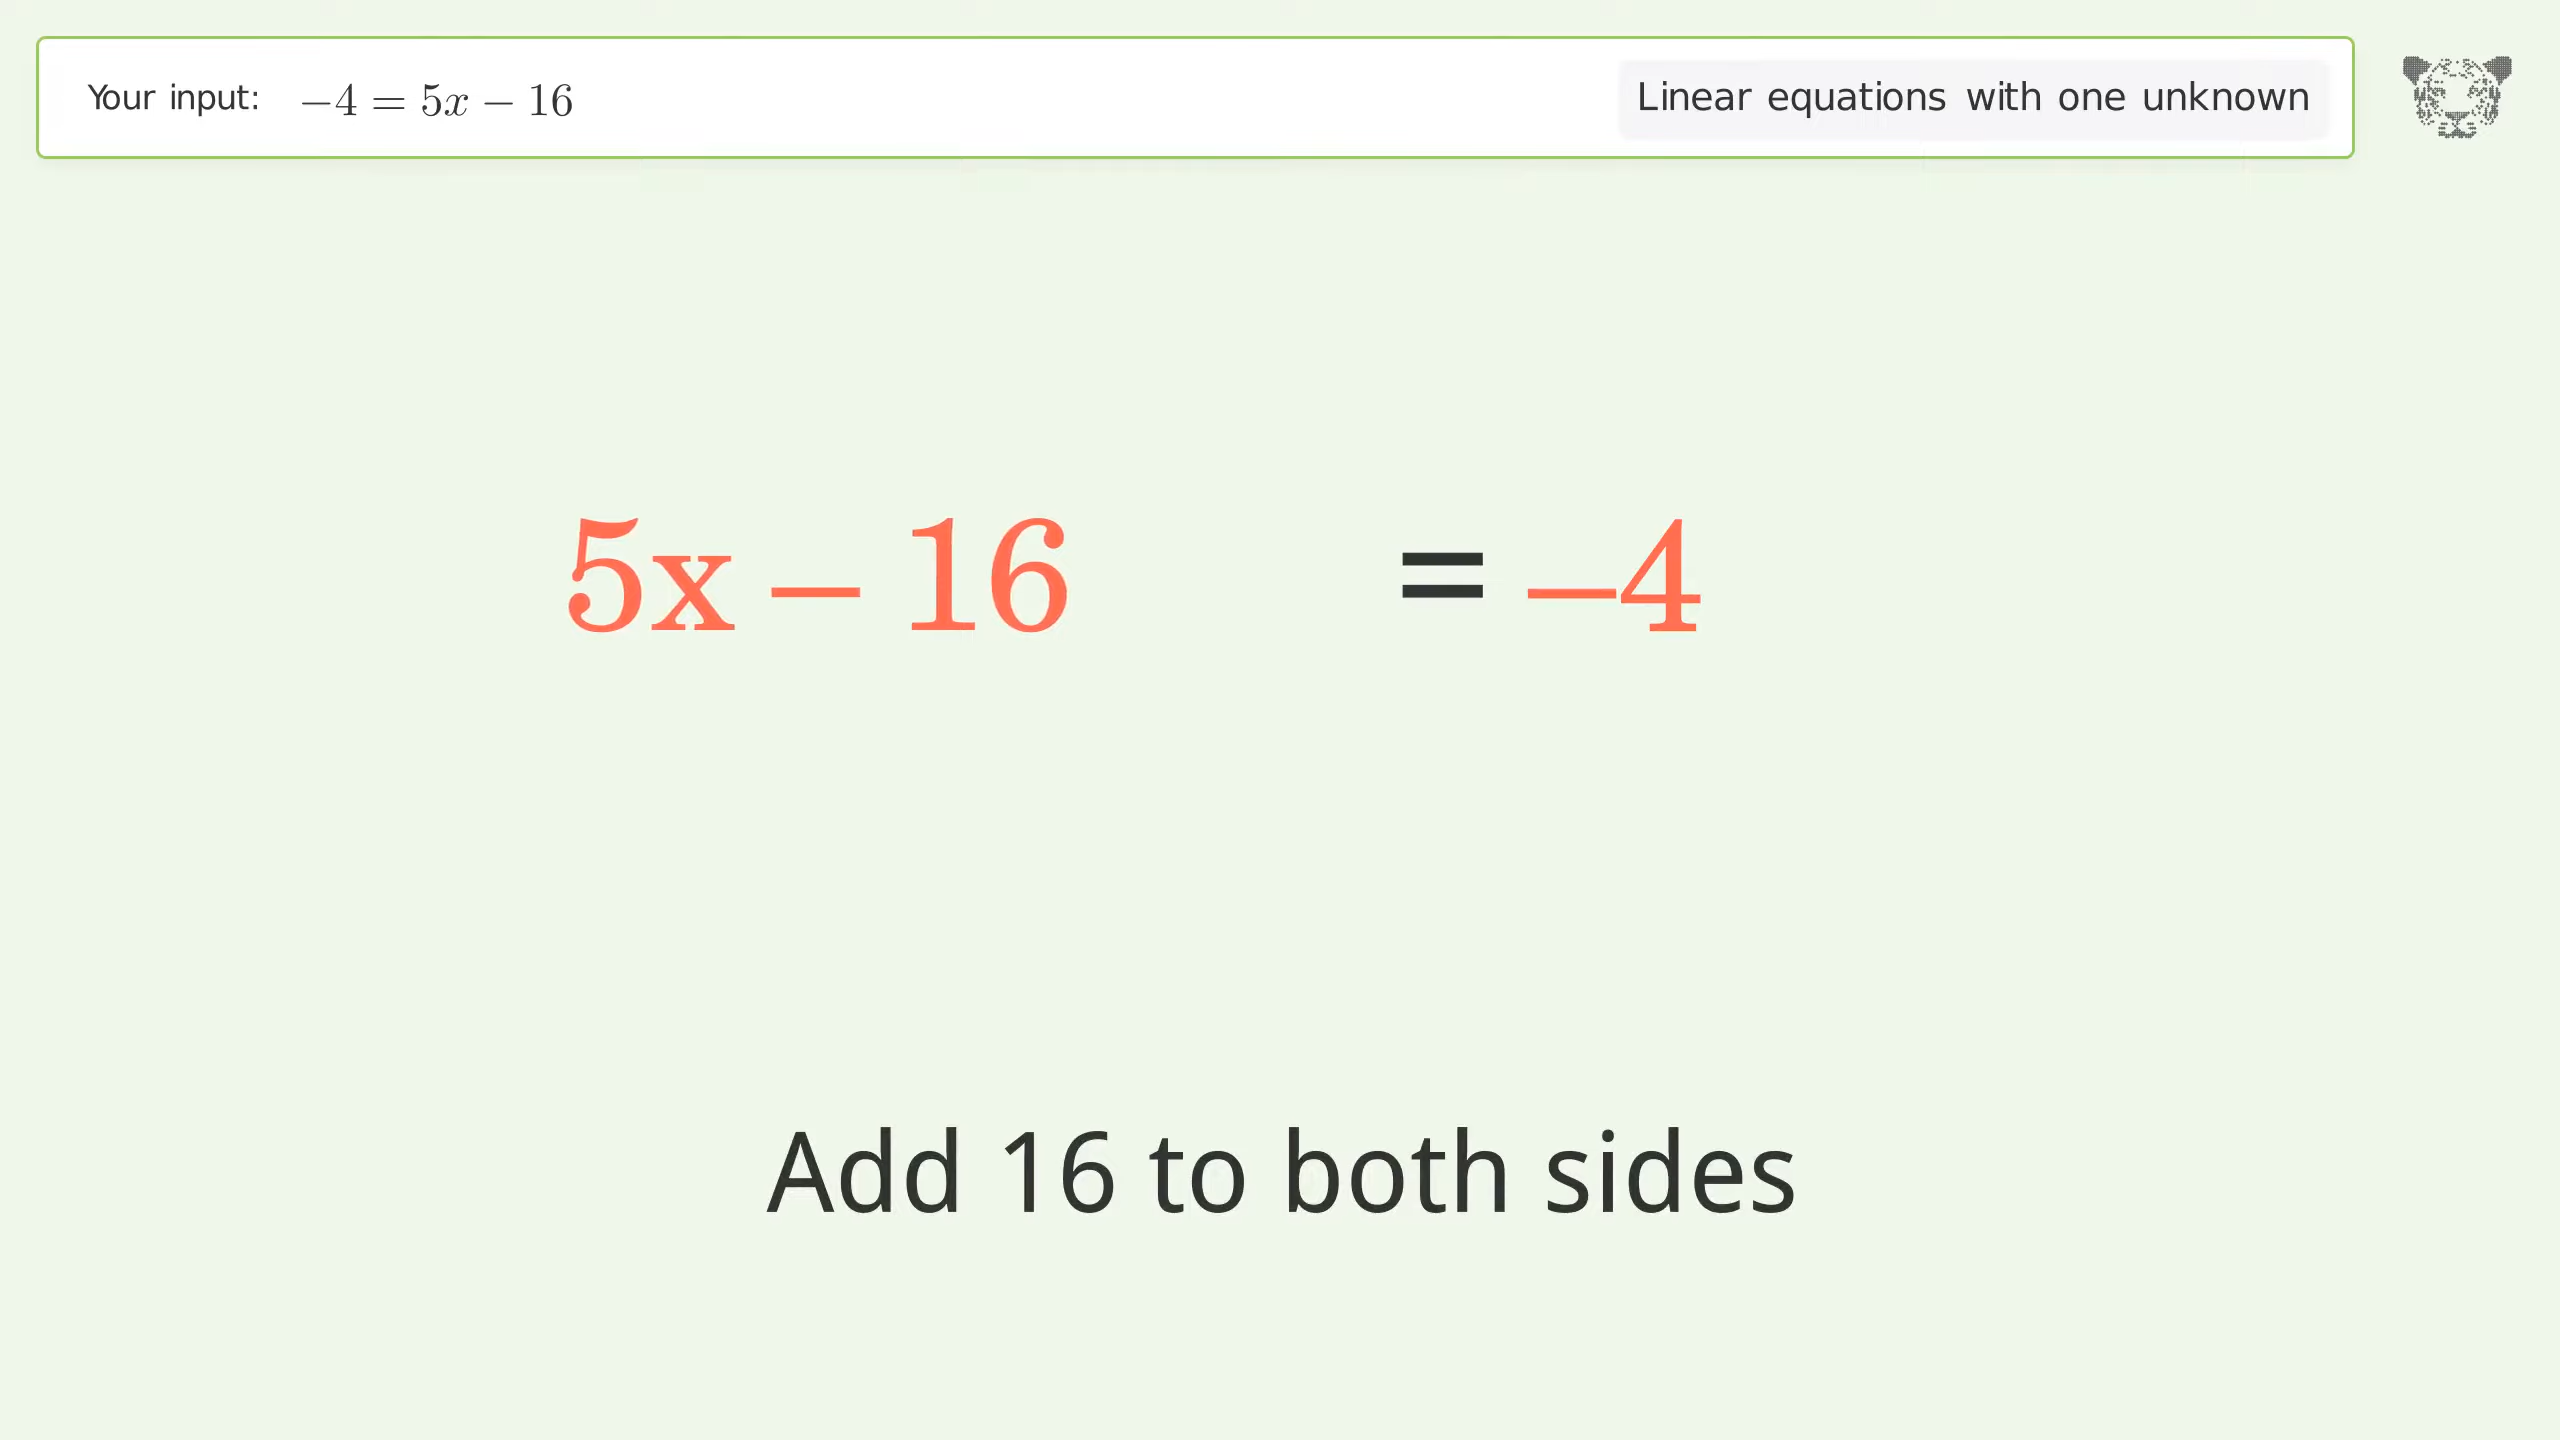 Your input: −4 = 5x − 16
Linear equations with one unknown
5x − 16 = −4
Add 16 to both sides